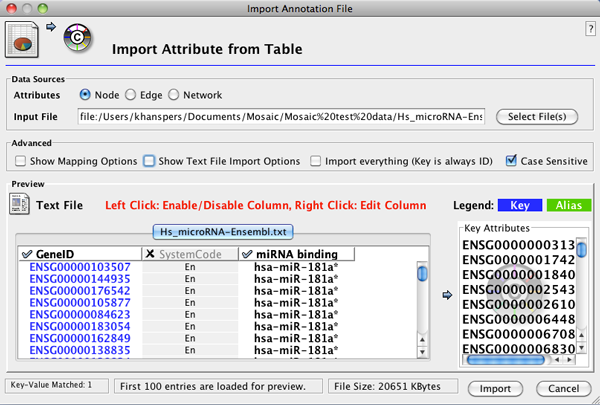 Import Annotation File
Import Attribute from Table
?
Data Sources
Attributes Node Edge Network
Input File file:/Users/khanspers/Documents/Mosaic/Mosaic%20test%20data/Hs_microRNA-Ens Select File(s)
Advanced
Show Mapping Options Show Text File Import Options Import everything (Key is always ID) Case Sensitive
Preview
Text File Left Click: Enable/Disable Column, Right Click: Edit Column Legend: Key Alias
Hs_microRNA-Ensembl.txt
Key Attributes
GeneID SystemCode miRNA binding
ENSG00000103507 En hsa-miR-181a*
ENSG00000144935 En hsa-miR-181a*
ENSG00000176542 En hsa-miR-181a*
ENSG00000105877 En hsa-miR-181a*
ENSG00000084623 En hsa-miR-181a*
ENSG00000183054 En hsa-miR-181a*
ENSG00000162849 En hsa-miR-181a*
ENSG00000138835 En hsa-miR-181a*
ENSG0000000313
ENSG0000001742
ENSG0000001840
ENSG0000002543
ENSG0000002610
ENSG0000006448
ENSG0000006708
ENSG0000006830
Key-Value Matched: 1 First 100 entries are loaded for preview. File Size: 20651 KBytes Import Cancel